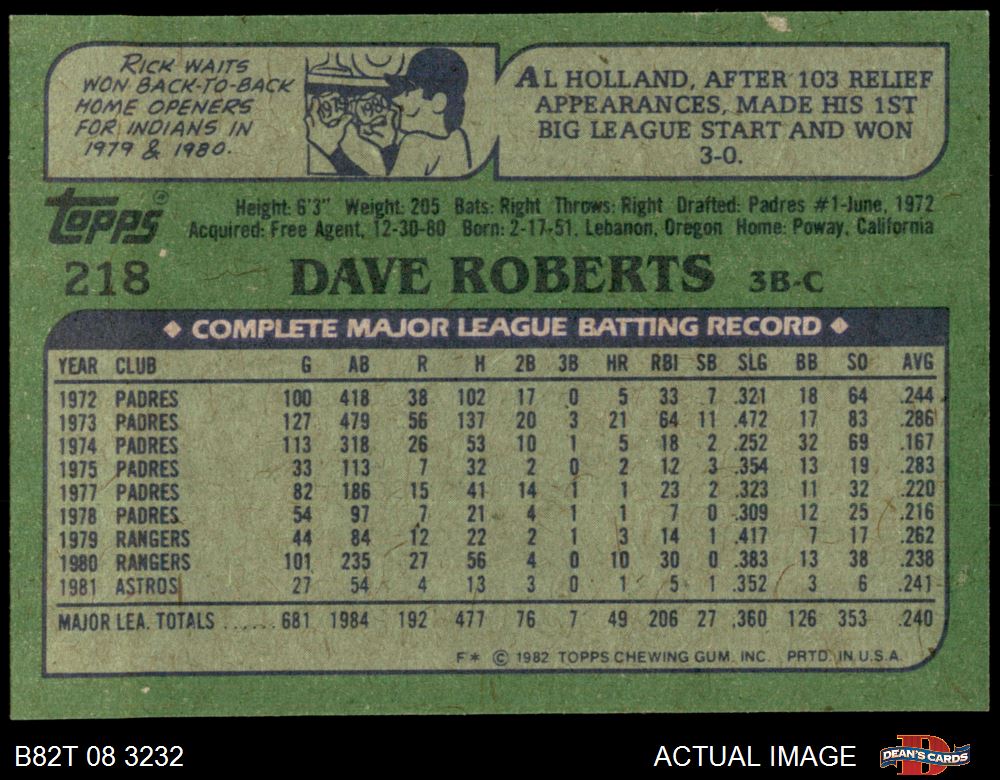 RICK WAITS
WON BACK-TO-BACK
HOME OPENERS
FOR INDIANS IN
1979 & 1980.
AL HOLLAND, AFTER 103 RELIEF
APPEARANCES, MADE HIS 1ST
BIG LEAGUE START AND WON
3-0.
TOPPS®
Height: 6'3" Weight: 205 Bats: Right Throws: Right Drafted: Padres #1-June, 1972
Acquired: Free Agent, 12-30-80 Born: 2-17-51, Lebanon, Oregon Home: Poway, California
218 DAVE ROBERTS 3B-C
◆ COMPLETE MAJOR LEAGUE BATTING RECORD ◆
YEAR CLUB G AB R H 2B 3B HR RBI SB SLG BB SO AVG
1972 PADRES 100 418 38 102 17 0 5 33 7 .321 18 64 .244
1973 PADRES 127 479 56 137 20 3 21 64 11 .472 17 83 .286
1974 PADRES 113 318 26 53 10 1 5 18 2 .252 32 69 .167
1975 PADRES 33 113 7 32 2 0 2 12 3 .354 13 19 .283
1977 PADRES 82 186 15 41 14 1 1 23 2 .323 11 32 .220
1978 PADRES 54 97 7 21 4 1 1 7 0 .309 12 25 .216
1979 RANGERS 44 84 12 22 2 1 3 14 1 .417 7 17 .262
1980 RANGERS 101 235 27 56 4 0 10 30 0 .383 13 38 .238
1981 ASTROS 27 54 4 13 3 0 1 5 1 .352 3 6 .241
MAJOR LEA. TOTALS ...... 681 1984 192 477 76 7 49 206 27 .360 126 353 .240
F* © 1982 TOPPS CHEWING GUM, INC. PRTD. IN U.S.A.
B82T 08 3232
ACTUAL IMAGE
D
DEAN'S CARDS